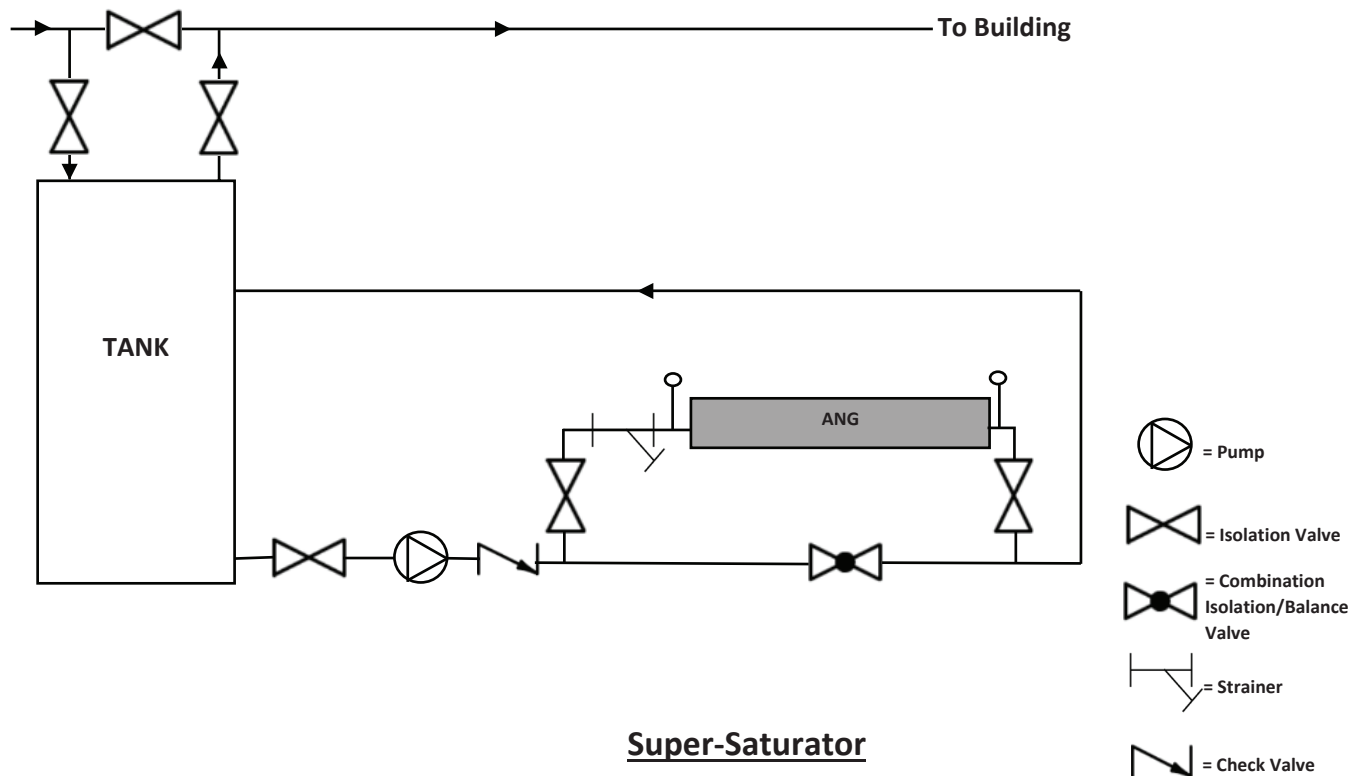 To Building
TANK
ANG
= Pump
= Isolation Valve
= Combination
Isolation/Balance
Valve
= Strainer
Super-Saturator
= Check Valve